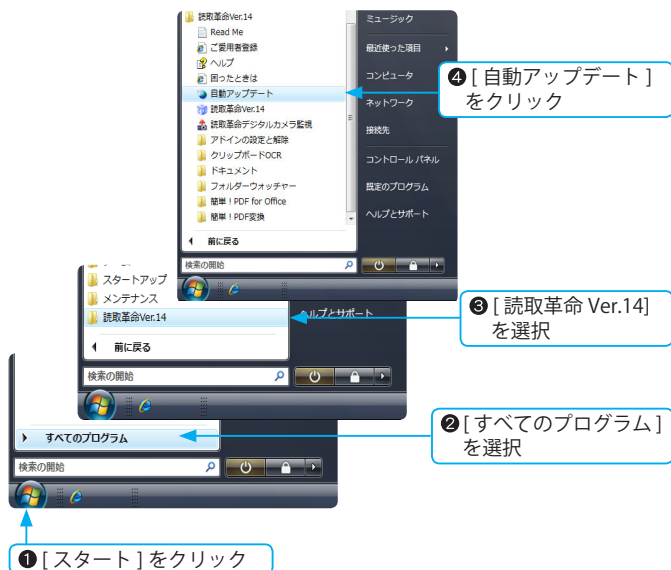 読取革命Ver.14
Read Me
ご愛用者登録
ヘルプ
困ったときは
自動アップデート
読取革命Ver.14
読取革命デジタルカメラ監視
アドインの設定と解除
クリップボードOCR
ドキュメント
フォルダーウォッチャー
簡単！PDF for Office
簡単！PDF変換
前に戻る
検索の開始
ミュージック
最近使った項目
コンピュータ
ネットワーク
接続先
コントロール パネル
既定のプログラム
ヘルプとサポート
❹ [ 自動アップデート ]
をクリック
スタートアップ
メンテナンス
読取革命Ver.14
前に戻る
検索の開始
ヘルプとサポート
❸ [ 読取革命 Ver.14]
を選択
すべてのプログラム
検索の開始
❷ [ すべてのプログラム ]
を選択
❶ [ スタート ] をクリック